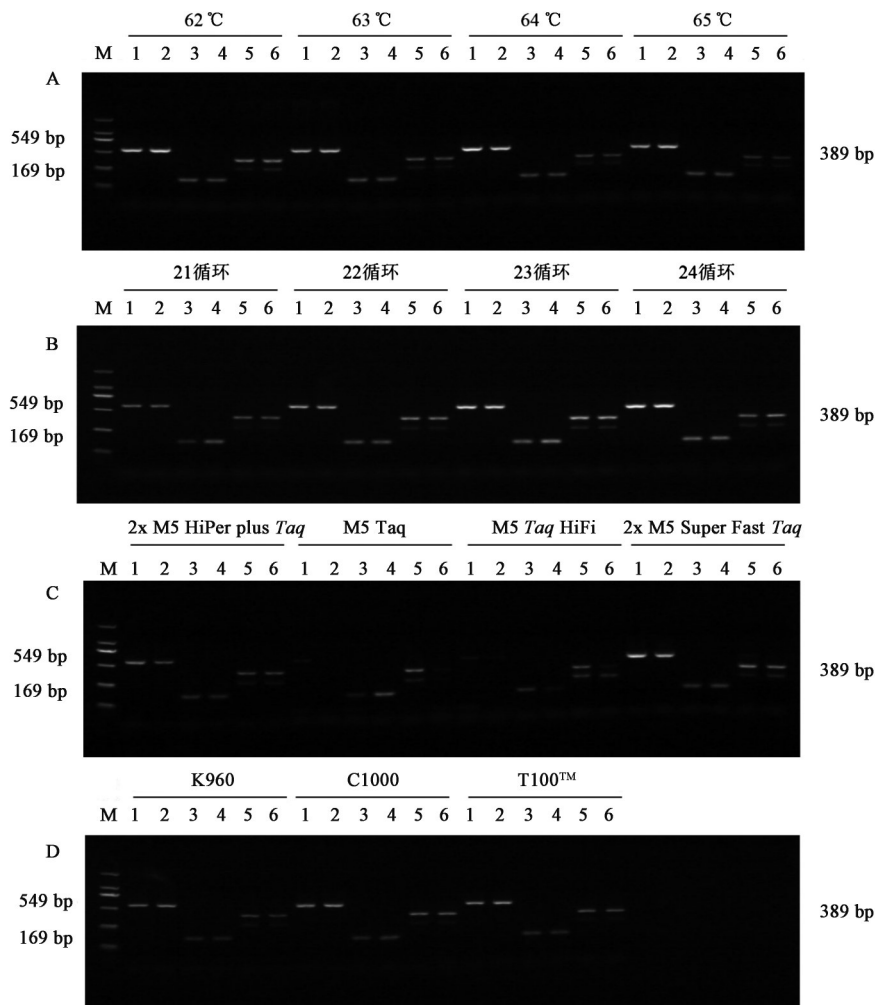 62 ℃ 63 ℃ 64 ℃ 65 ℃
M 1 2 3 4 5 6 1 2 3 4 5 6 1 2 3 4 5 6 1 2 3 4 5 6
A
549 bp
389 bp
169 bp
21循环 22循环 23循环 24循环
M 1 2 3 4 5 6 1 2 3 4 5 6 1 2 3 4 5 6 1 2 3 4 5 6
B
549 bp
389 bp
169 bp
2x M5 HiPer plus Taq M5 Taq M5 Taq HiFi 2x M5 Super Fast Taq
M 1 2 3 4 5 6 1 2 3 4 5 6 1 2 3 4 5 6 1 2 3 4 5 6
C
549 bp
389 bp
169 bp
K960 C1000 T100™
M 1 2 3 4 5 6 1 2 3 4 5 6 1 2 3 4 5 6
D
549 bp
389 bp
169 bp